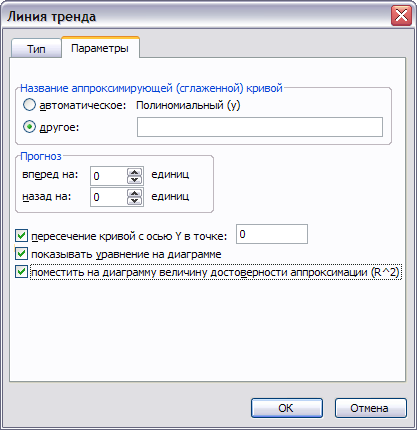 Линия тренда
Тип Параметры
Название аппроксимирующей (сглаженной) кривой
автоматическое: Полиномиальный (y)
другое:
Прогноз
вперед на: 0 единиц
назад на: 0 единиц
пересечение кривой с осью Y в точке: 0
показывать уравнение на диаграмме
поместить на диаграмму величину достоверности аппроксимации (R^2)
ОК Отмена